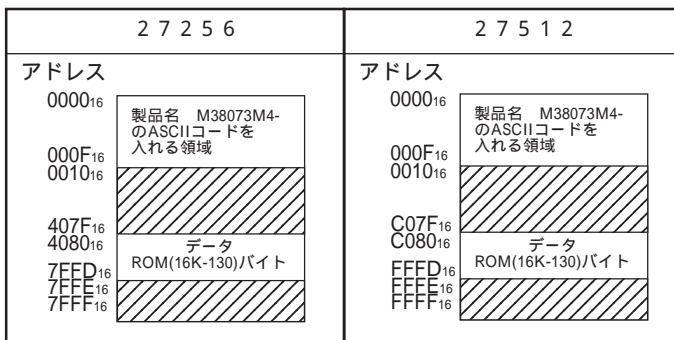 ２７２５６
アドレス
0000₁₆
製品名 M38073M4-
のASCIIコードを
入れる領域
000F₁₆
0010₁₆
407F₁₆
4080₁₆
データ
ROM(16K-130)バイト
7FFD₁₆
7FFE₁₆
7FFF₁₆
２７５１２
アドレス
0000₁₆
製品名 M38073M4-
のASCIIコードを
入れる領域
000F₁₆
0010₁₆
C07F₁₆
C080₁₆
データ
ROM(16K-130)バイト
FFFD₁₆
FFFE₁₆
FFFF₁₆